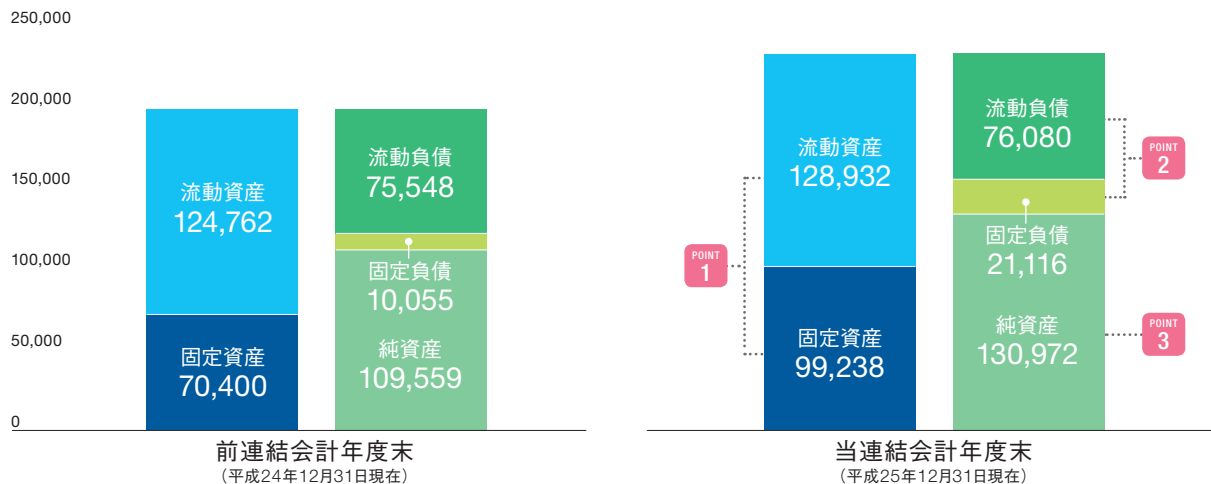 250,000
200,000
150,000
100,000
50,000
0
流動資産
124,762
固定資産
70,400
流動負債
75,548
固定負債
10,055
純資産
109,559
前連結会計年度末
（平成24年12月31日現在）
POINT
1
流動資産
128,932
固定資産
99,238
流動負債
76,080
固定負債
21,116
純資産
130,972
POINT
2
POINT
3
当連結会計年度末
（平成25年12月31日現在）